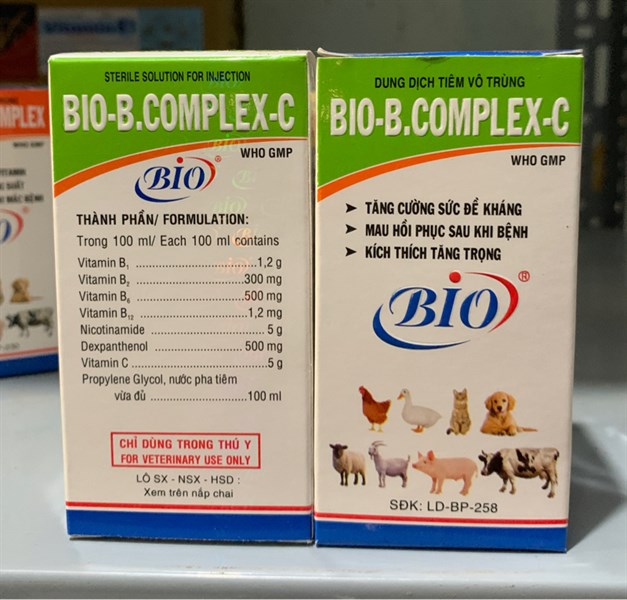 STERILE SOLUTION FOR INJECTION
BIO-B.COMPLEX-C
WHO GMP
BIO®
THÀNH PHẦN/ FORMULATION:
Trong 100 ml/ Each 100 ml contains
Vitamin B₁ ....................1,2 g
Vitamin B₂ ....................300 mg
Vitamin B₆ ....................500 mg
Vitamin B₁₂ ....................1,2 mg
Nicotinamide ....................5 g
Dexpanthenol ....................500 mg
Vitamin C ....................5 g
Propylene Glycol, nước pha tiêm
vừa đủ ....................100 ml
CHỈ DÙNG TRONG THÚ Y
FOR VETERINARY USE ONLY
LÔ SX - NSX - HSD :
Xem trên nắp chai
DUNG DỊCH TIÊM VÔ TRÙNG
BIO-B.COMPLEX-C
WHO GMP
➤ TĂNG CƯỜNG SỨC ĐỀ KHÁNG
➤ MAU HỒI PHỤC SAU KHI BỆNH
➤ KÍCH THÍCH TĂNG TRỌNG
BIO®
SĐK: LD-BP-258